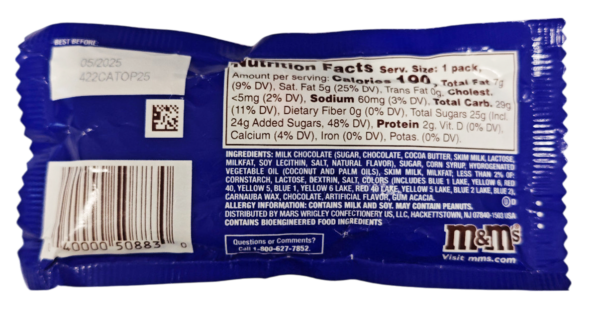 BEST BEFORE
05/2025
422CATOP25
Nutrition Facts Serv. Size: 1 pack,
Amount per serving: Calories 190, Total Fat 7g
(9% DV), Sat. Fat 5g (25% DV), Trans Fat 0g, Cholest.
<5mg (2% DV), Sodium 60mg (3% DV), Total Carb. 29g
(11% DV), Dietary Fiber 0g (0% DV), Total Sugars 25g (Incl.
24g Added Sugars, 48% DV), Protein 2g, Vit. D (0% DV),
Calcium (4% DV), Iron (0% DV), Potas. (0% DV).
INGREDIENTS: MILK CHOCOLATE (SUGAR, CHOCOLATE, COCOA BUTTER, SKIM MILK, LACTOSE,
MILKFAT, SOY LECITHIN, SALT, NATURAL FLAVOR), SUGAR, CORN SYRUP, HYDROGENATED
VEGETABLE OIL (COCONUT AND PALM OILS), SKIM MILK, MILKFAT; LESS THAN 2% OF:
CORNSTARCH, LACTOSE, DEXTRIN, SALT, COLORS (INCLUDES BLUE 1 LAKE, YELLOW 6, RED
40, YELLOW 5, BLUE 1, YELLOW 6 LAKE, RED 40 LAKE, YELLOW 5 LAKE, BLUE 2 LAKE, BLUE 2),
CARNAUBA WAX, CHOCOLATE, ARTIFICIAL FLAVOR, GUM ACACIA.
ALLERGY INFORMATION: CONTAINS MILK AND SOY. MAY CONTAIN PEANUTS.
DISTRIBUTED BY MARS WRIGLEY CONFECTIONERY US, LLC, HACKETTSTOWN, NJ 07840-1503 USA
CONTAINS BIOENGINEERED FOOD INGREDIENTS
40000 50883 0
Questions or Comments?
Call 1-800-627-7852.
m&m's
Visit mms.com